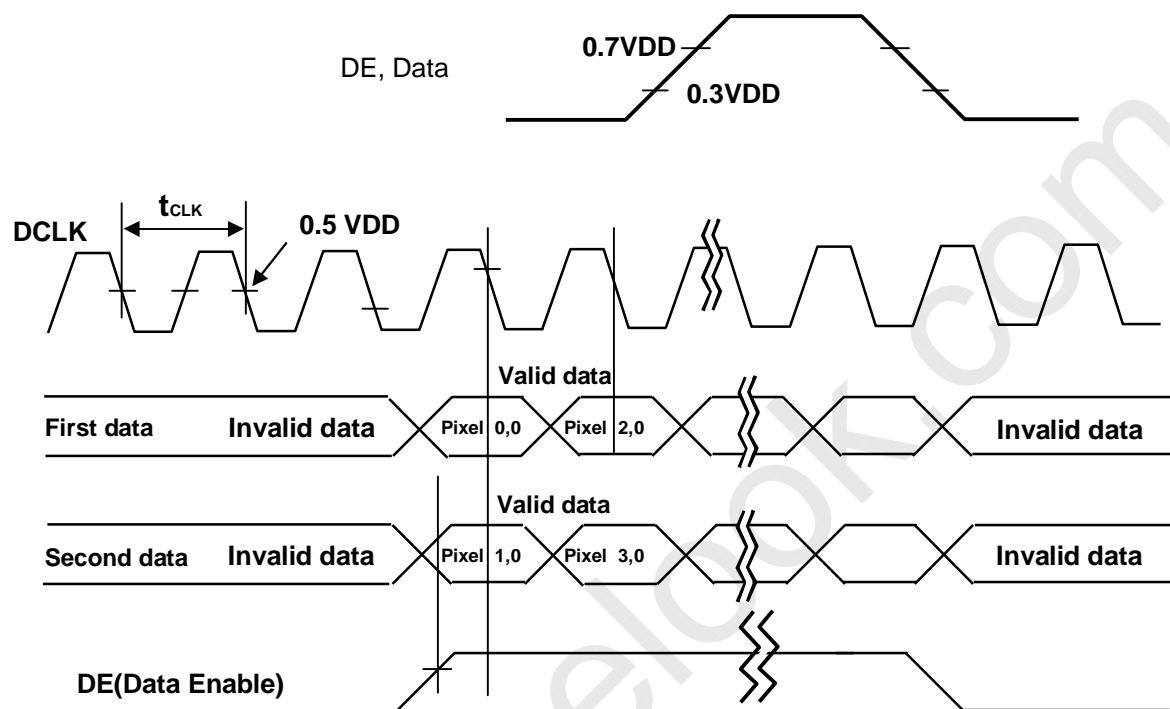 0.7VDD
DE, Data
0.3VDD
tCLK
0.5 VDD
DCLK
Valid data
First data Invalid data Pixel 0,0 Pixel 2,0 Invalid data
Valid data
Second data Invalid data Pixel 1,0 Pixel 3,0 Invalid data
DE(Data Enable)
elook.com